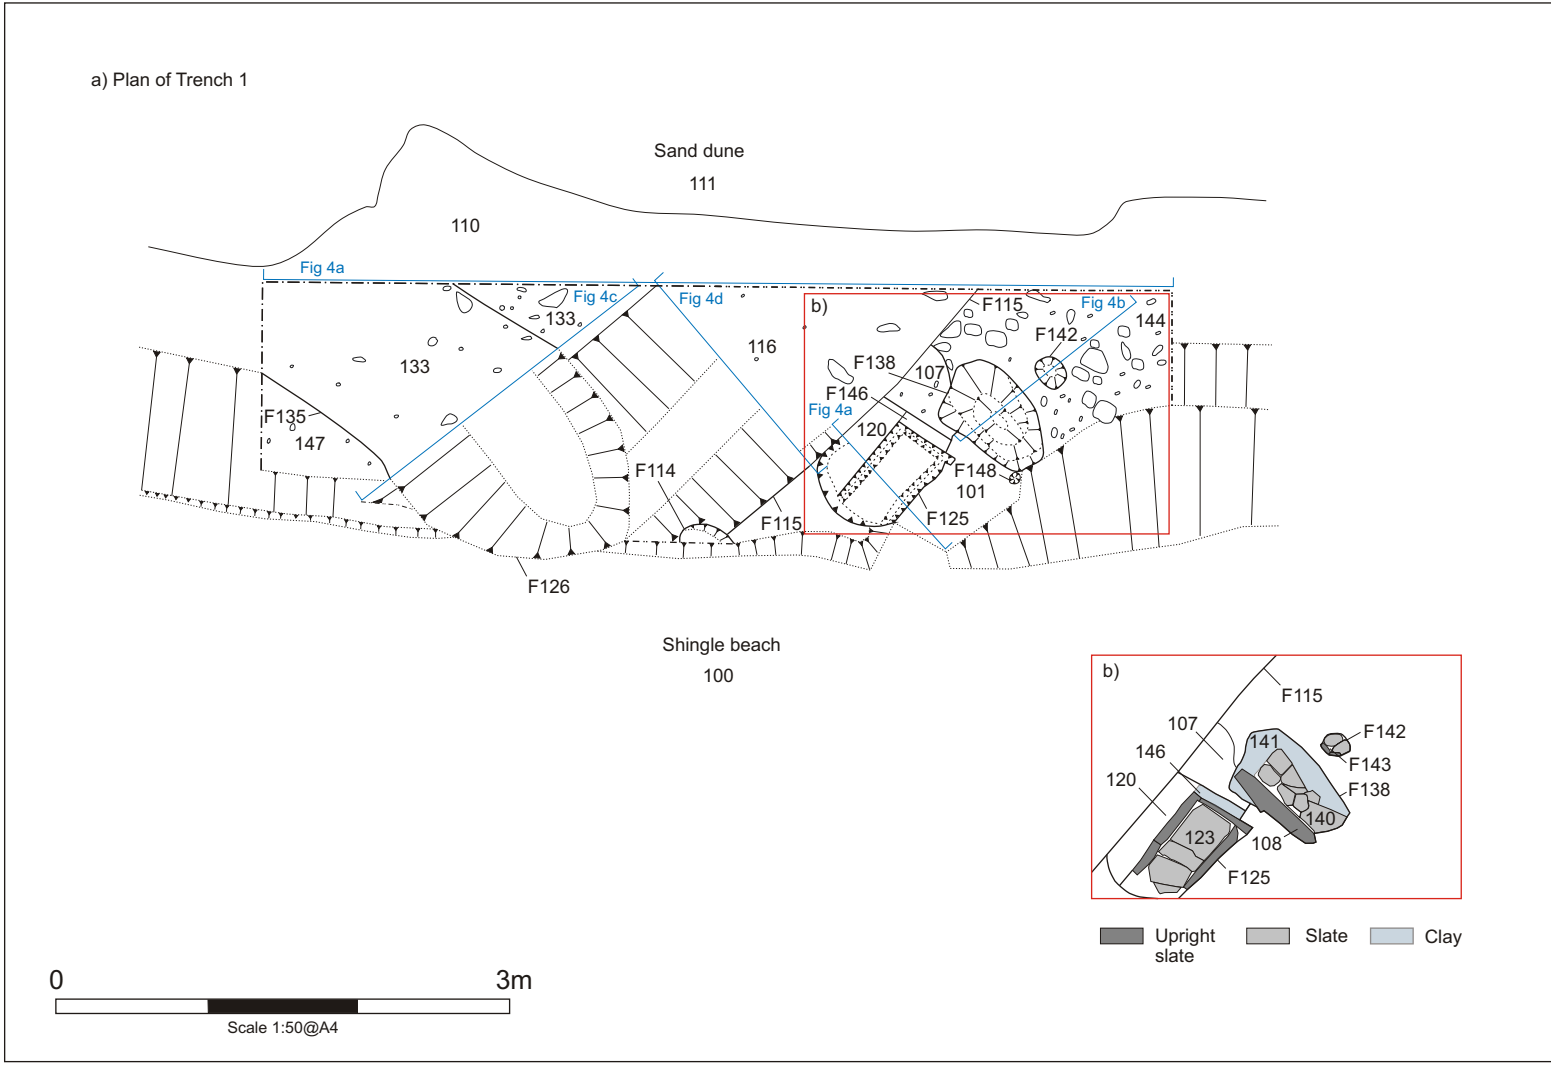 a) Plan of Trench 1
Sand dune
111
110
Fig 4a
Fig 4c
Fig 4d
b)
F115
Fig 4b
144
133
F142
116
133
F138
107
F146
Fig 4a
F135
147
120
F114
F148
101
F115
F125
F126
Shingle beach
100
b)
F115
107
141
F142
146
F143
120
F138
123
140
108
F125
Upright
slate
Slate
Clay
0
3m
Scale 1:50@A4